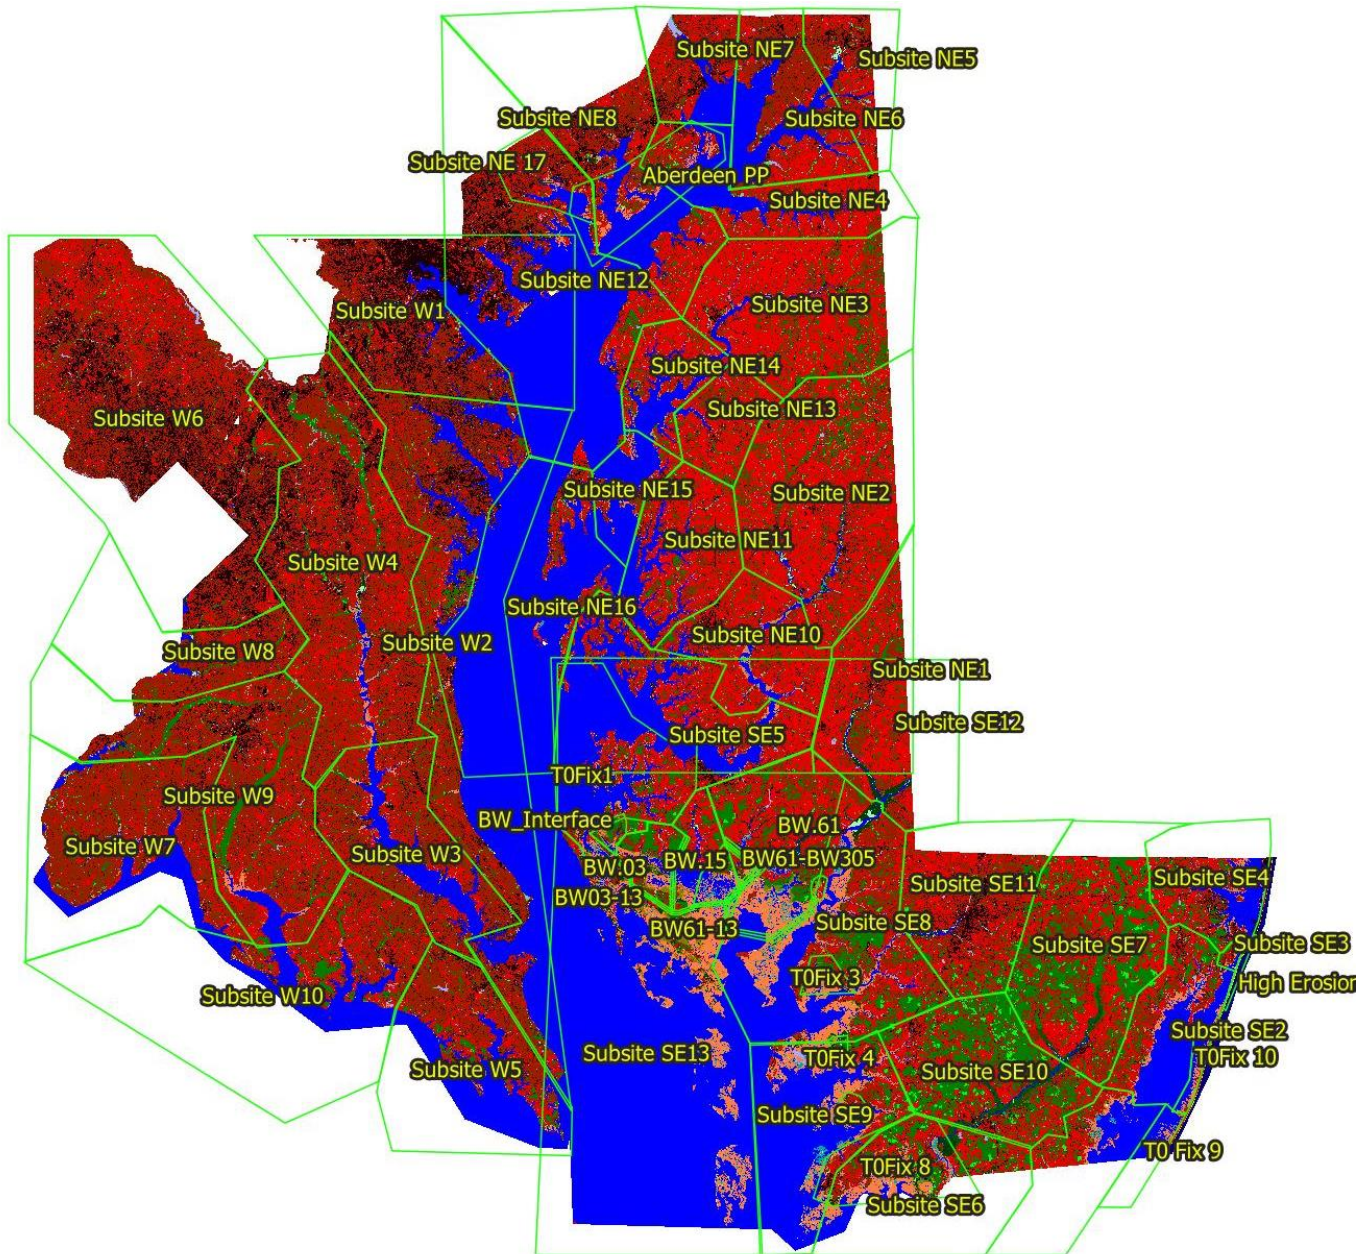 Subsite NE7
Subsite NE5
Subsite NE8
Subsite NE6
Subsite NE 17
Aberdeen PP
Subsite NE4
Subsite NE12
Subsite W1
Subsite NE3
Subsite NE14
Subsite W6
Subsite NE13
Subsite NE15
Subsite NE2
Subsite NE11
Subsite W4
Subsite NE16
Subsite W2
Subsite NE10
Subsite W8
Subsite NE1
Subsite SE12
Subsite SE5
T0Fix1
Subsite W9
BW_Interface
BW.61
Subsite W7
Subsite W3
BW.03
BW.15
BW61-BW305
BW03-13
Subsite SE11
Subsite SE4
BW61-13
Subsite SE8
Subsite SE7
Subsite SE3
T0Fix 3
High Erosion
Subsite W10
Subsite SE2
Subsite SE13
T0Fix 4
T0Fix 10
Subsite W5
Subsite SE10
Subsite SE9
T0 Fix 9
T0Fix 8
Subsite SE6